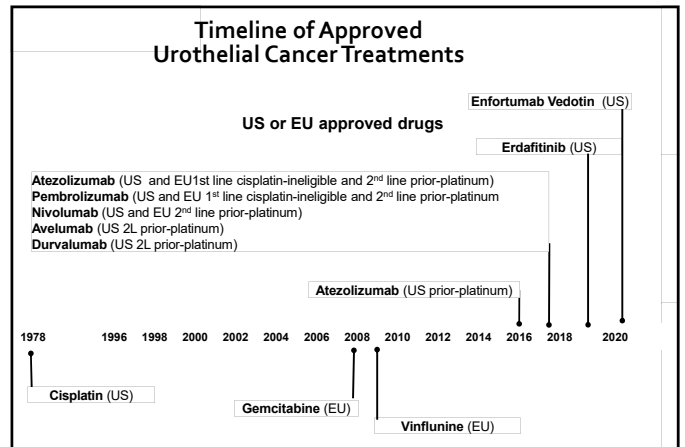 Timeline of Approved
Urothelial Cancer Treatments
Enfortumab Vedotin (US)
US or EU approved drugs
Erdafitinib (US)
Atezolizumab (US and EU1st line cisplatin-ineligible and 2nd line prior-platinum)
Pembrolizumab (US and EU 1st line cisplatin-ineligible and 2nd line prior-platinum
Nivolumab (US and EU 2nd line prior-platinum)
Avelumab (US 2L prior-platinum)
Durvalumab (US 2L prior-platinum)
Atezolizumab (US prior-platinum)
1978 1996 1998 2000 2002 2004 2006 2008 2010 2012 2014 2016 2018 2020
Cisplatin (US)
Gemcitabine (EU)
Vinflunine (EU)